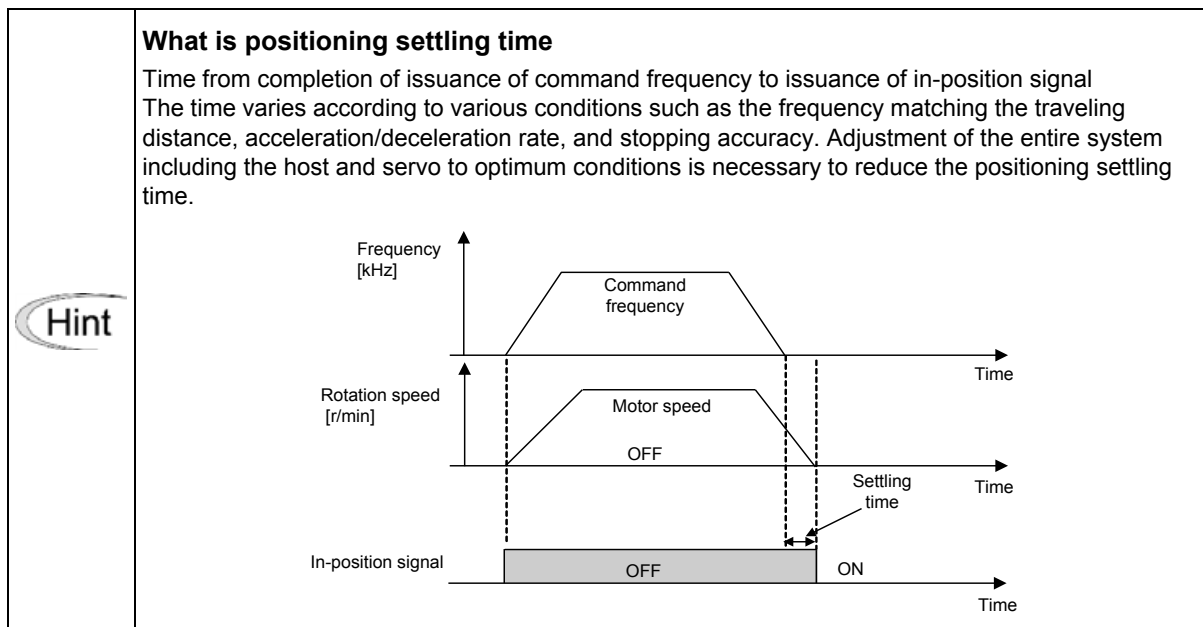 What is positioning settling time
Time from completion of issuance of command frequency to issuance of in-position signal
The time varies according to various conditions such as the frequency matching the traveling
distance, acceleration/deceleration rate, and stopping accuracy. Adjustment of the entire system
including the host and servo to optimum conditions is necessary to reduce the positioning settling
time.
Hint
Frequency
[kHz]
Command
frequency
Time
Rotation speed
[r/min]
Motor speed
OFF
Settling
time
Time
In-position signal
OFF
ON
Time